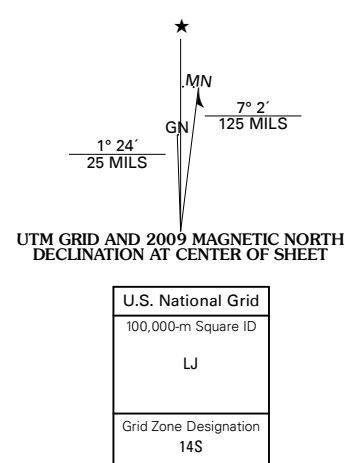 ★
MN
GN
7° 2´
125 MILS
1° 24´
25 MILS
UTM GRID AND 2009 MAGNETIC NORTH
DECLINATION AT CENTER OF SHEET
U.S. National Grid
100,000-m Square ID
LJ
Grid Zone Designation
14S